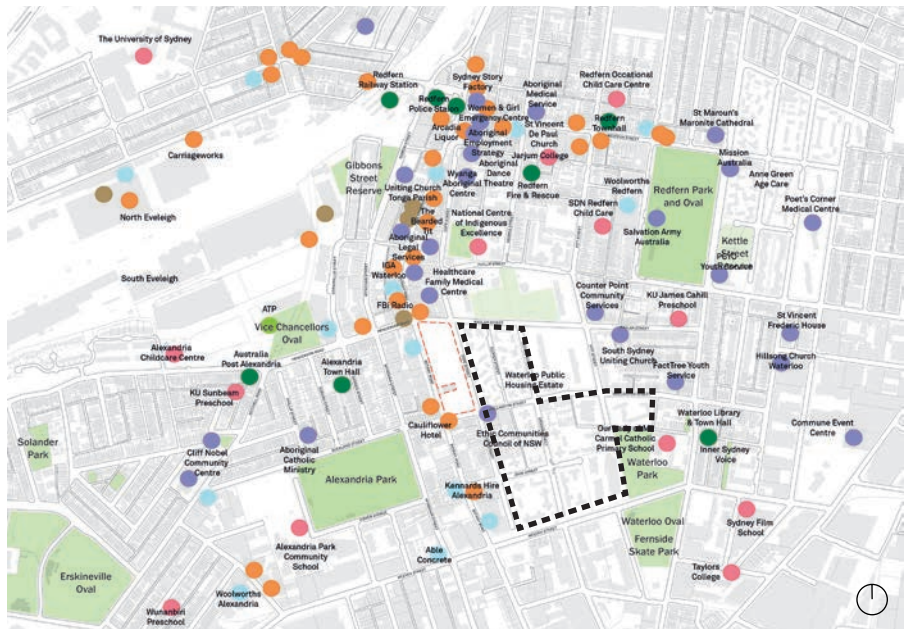 The University of Sydney
Redfern
Railway Station
Sydney Story
Factory
Aboriginal
Medical
Service
Redfern Occational
Child Care Centre
Redfern
Police Staion
Women & Girl
Emergency Centre
Redfern
Townhall
St Maroun's
Maronite Cathedral
Arcadia
Liquor
Aboriginal
Employment
Strategy
St Vincent
De Paul
Church
Carriageworks
Gibbons
Street
Reserve
Jarjum College
Mission
Australia
Uniting Church
Tonga Parish
Wyanga
Aboriginal
Aboriginal
Dance
Theatre Centre
Redfern
Fire & Rescue
Woolworths
Redfern
Redfern Park
and Oval
Anne Green
Age Care
North Eveleigh
The
Bearded
Tit
National Centre
of Indigenous
Excellence
SDN Redfern
Child Care
Salvation Army
Australia
Poet's Corner
Medical Centre
Aboriginal
Legal
Services
Kettle
Street
Reserve
PCYC
Youth Service
South Eveleigh
IGA
Waterloo
Healthcare
Family Medical
Centre
Counter Point
Community
Services
KU James Cahill
Preschool
ATP
FBi Radio
Vice Chancellors
Oval
St Vincent
Frederic House
Alexandria
Childcare Centre
Australia
Post Alexandria
Alexandria
Town Hall
South Sydney
Uniting Church
Waterloo Public
Housing Estate
FactTree Youth
Service
Hillsong Church
Waterloo
KU Sunbeam
Preschool
Solander
Park
Cauliflower
Hotel
Ethic Communities
Council of NSW
Carmel Catholic
Primary School
Waterloo Library
& Town Hall
Commune Event
Centre
Cliff Nobel
Community
Centre
Aboriginal
Catholic
Ministry
Inner Sydney
Voice
Alexandria Park
Kennards Hire
Alexandria
Waterloo
Park
Waterloo Oval
Sydney Film
School
Alexandria Park
Community
School
Able
Concrete
Fernside
Skate Park
Erskineville
Oval
Woolworths
Alexandria
Taylors
College
Wunanbiri
Preschool